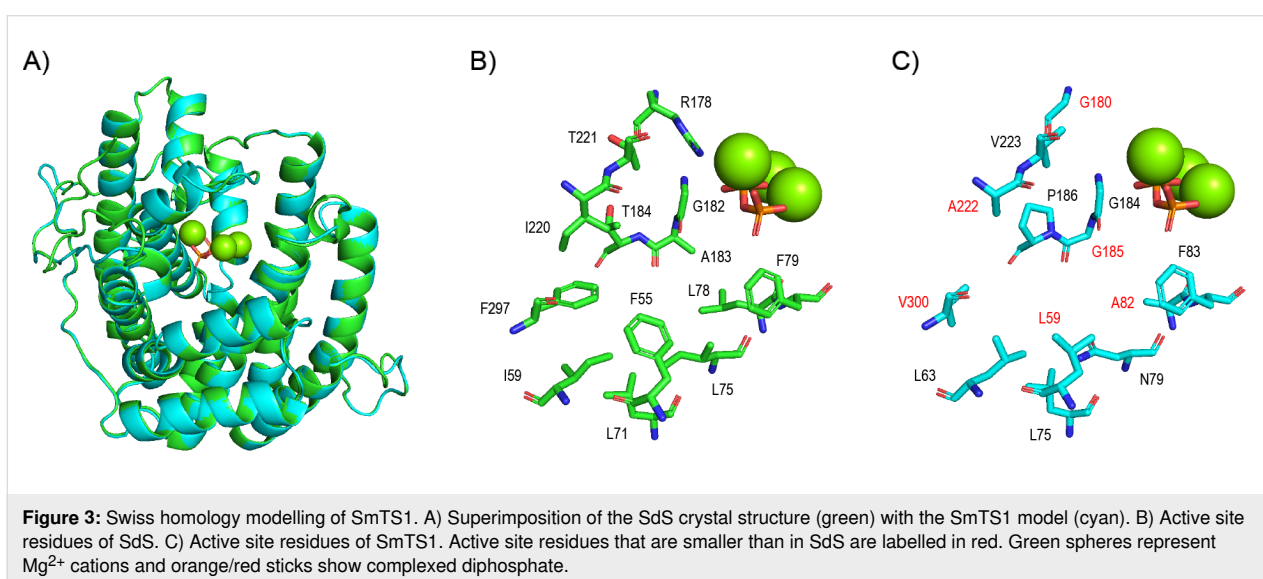 A)
B)
C)
R178
T221
T184
G182
I220
A183
F79
L78
F297
F55
I59
L75
L71
G180
V223
P186
G184
A222
G185
F83
V300
A82
L59
L63
N79
L75
Figure 3: Swiss homology modelling of SmTS1. A) Superimposition of the SdS crystal structure (green) with the SmTS1 model (cyan). B) Active site
residues of SdS. C) Active site residues of SmTS1. Active site residues that are smaller than in SdS are labelled in red. Green spheres represent
Mg²⁺ cations and orange/red sticks show complexed diphosphate.